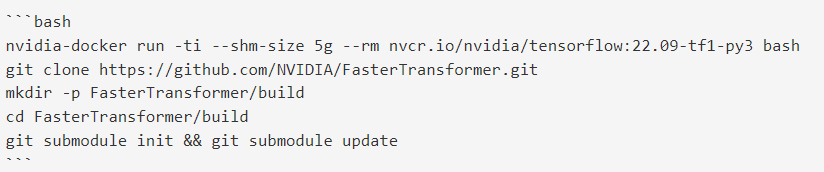 ```bash
nvidia-docker run -ti --shm-size 5g --rm nvcr.io/nvidia/tensorflow:22.09-tf1-py3 bash
git clone https://github.com/NVIDIA/FasterTransformer.git
mkdir -p FasterTransformer/build
cd FasterTransformer/build
git submodule init && git submodule update
```